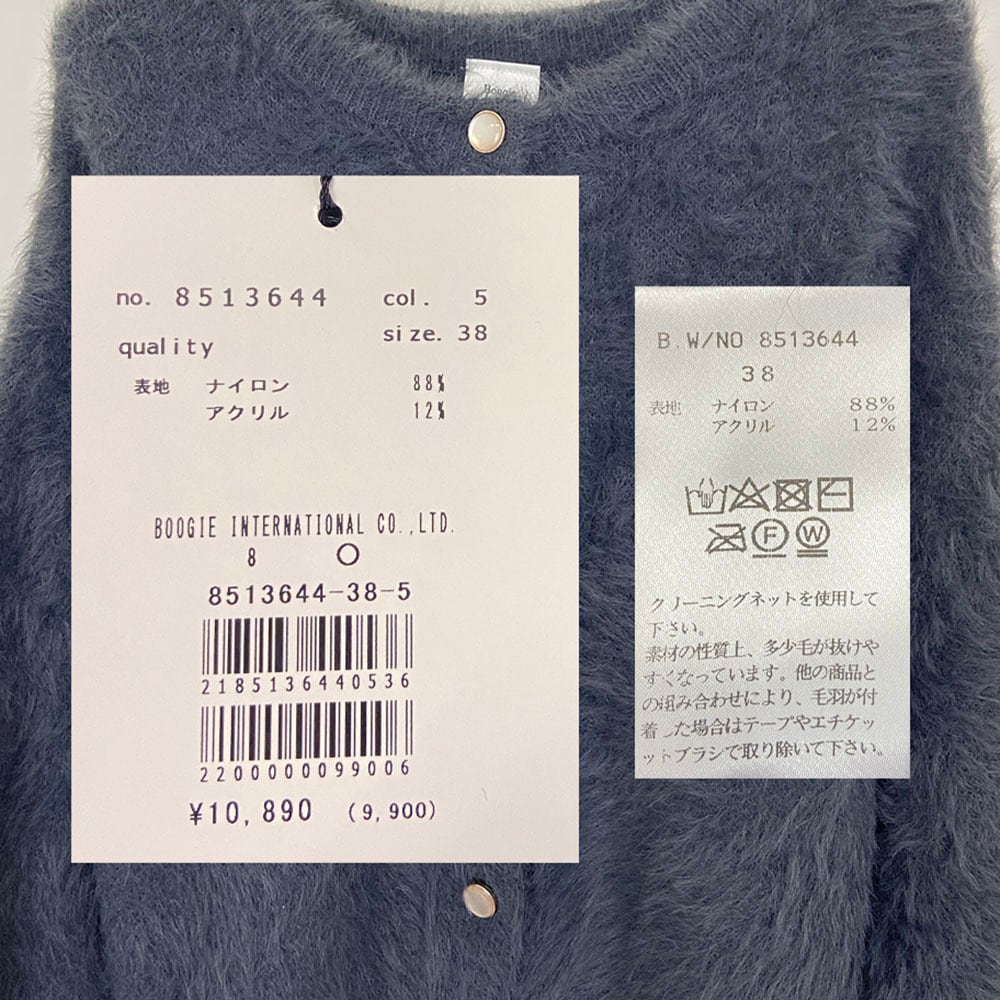 no. 8513644 col. 5
size. 38
quality
表地 ナイロン 88%
アクリル 12%
BOOGIE INTERNATIONAL CO.,LTD.
8 ○
8513644-38-5
2185136440536
2200000099006
¥10,890 (9,900)
B.W/NO 8513644
38
表地 ナイロン 88%
アクリル 12%
F W
クリーニングネットを使用して
下さい。
素材の性質上、多少毛が抜けや
すくなっています。他の商品と
の組み合わせにより、毛羽が付
着した場合はテープやエチケッ
トブラシで取り除いて下さい。